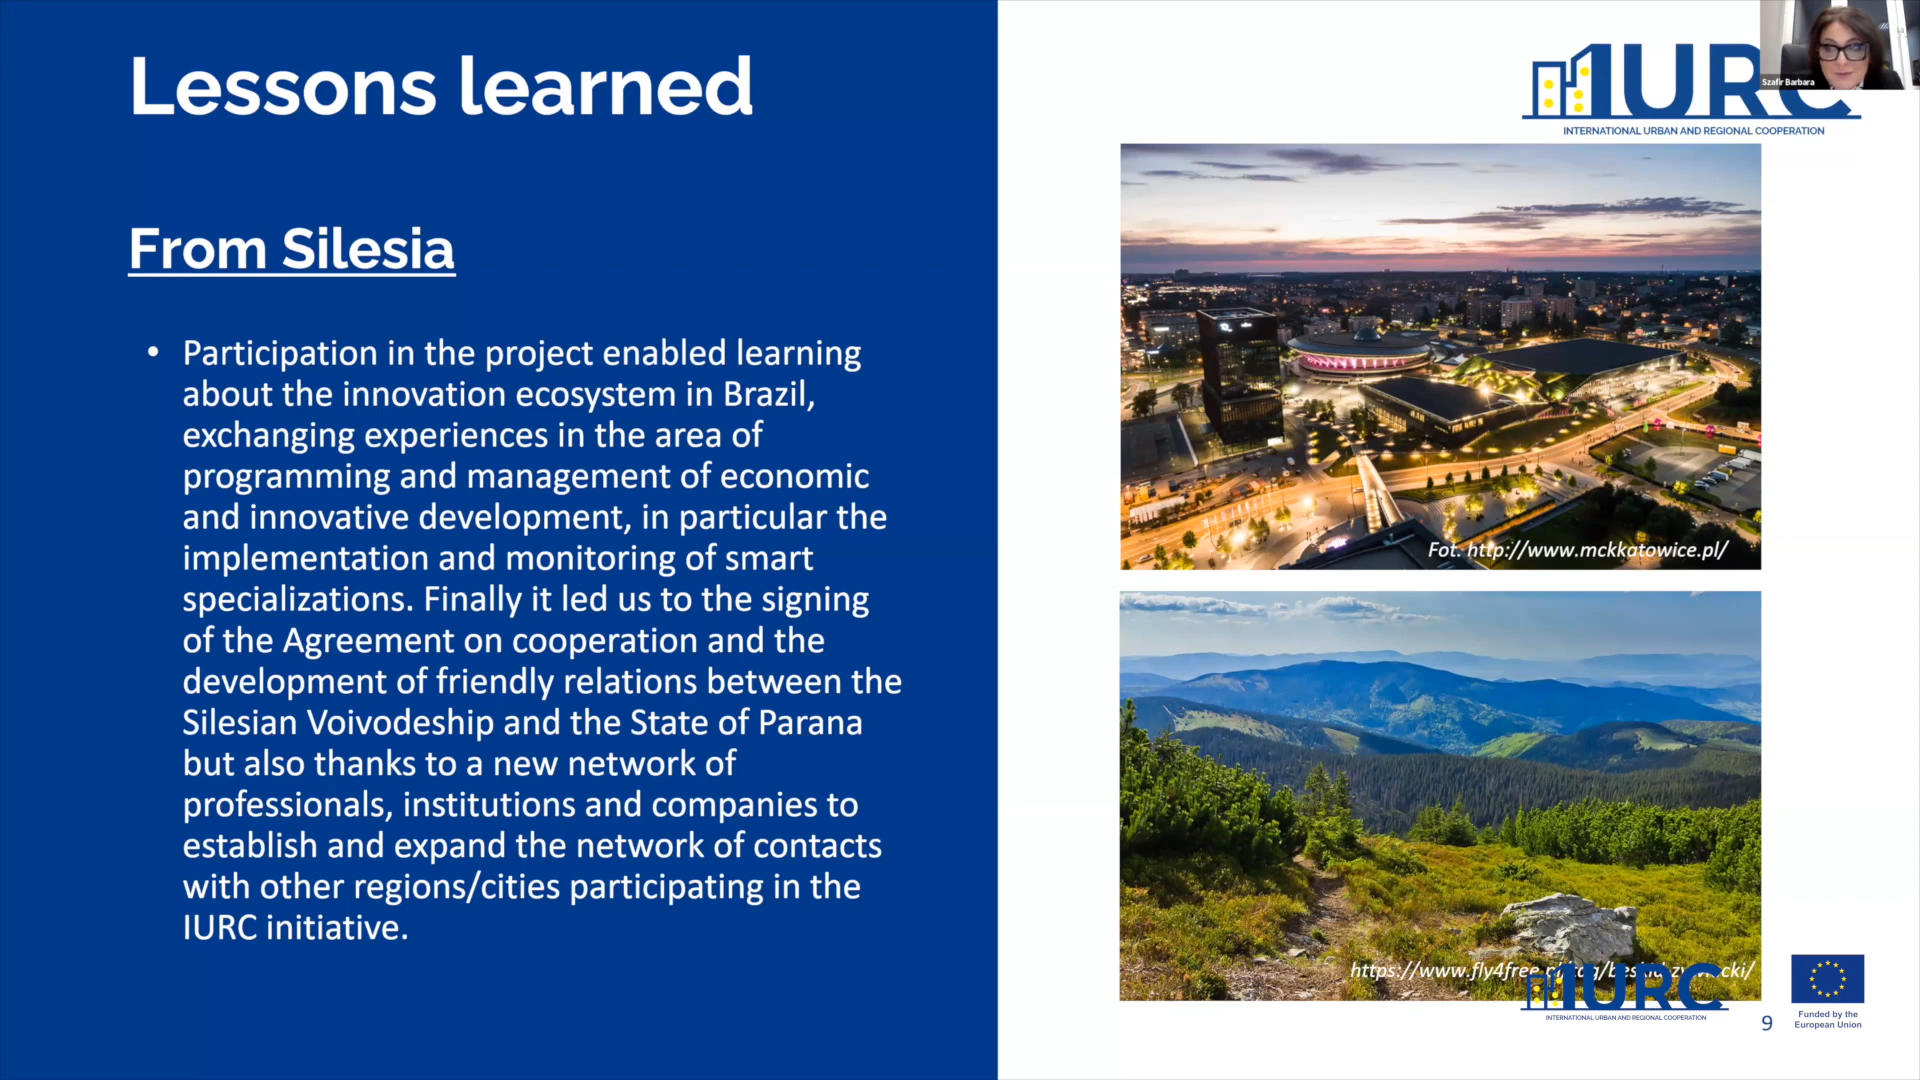 Lessons learned
From Silesia
• Participation in the project enabled learning
about the innovation ecosystem in Brazil,
exchanging experiences in the area of
programming and management of economic
and innovative development, in particular the
implementation and monitoring of smart
specializations. Finally it led us to the signing
of the Agreement on cooperation and the
development of friendly relations between the
Silesian Voivodeship and the State of Parana
but also thanks to a new network of
professionals, institutions and companies to
establish and expand the network of contacts
with other regions/cities participating in the
IURC initiative.
IURC
INTERNATIONAL URBAN AND REGIONAL COOPERATION
Szafir Barbara
Fot. http://www.mckkatowice.pl/
https://www.fly4free
IURC
INTERNATIONAL URBAN AND REGIONAL COOPERATION
9
Funded by the
European Union